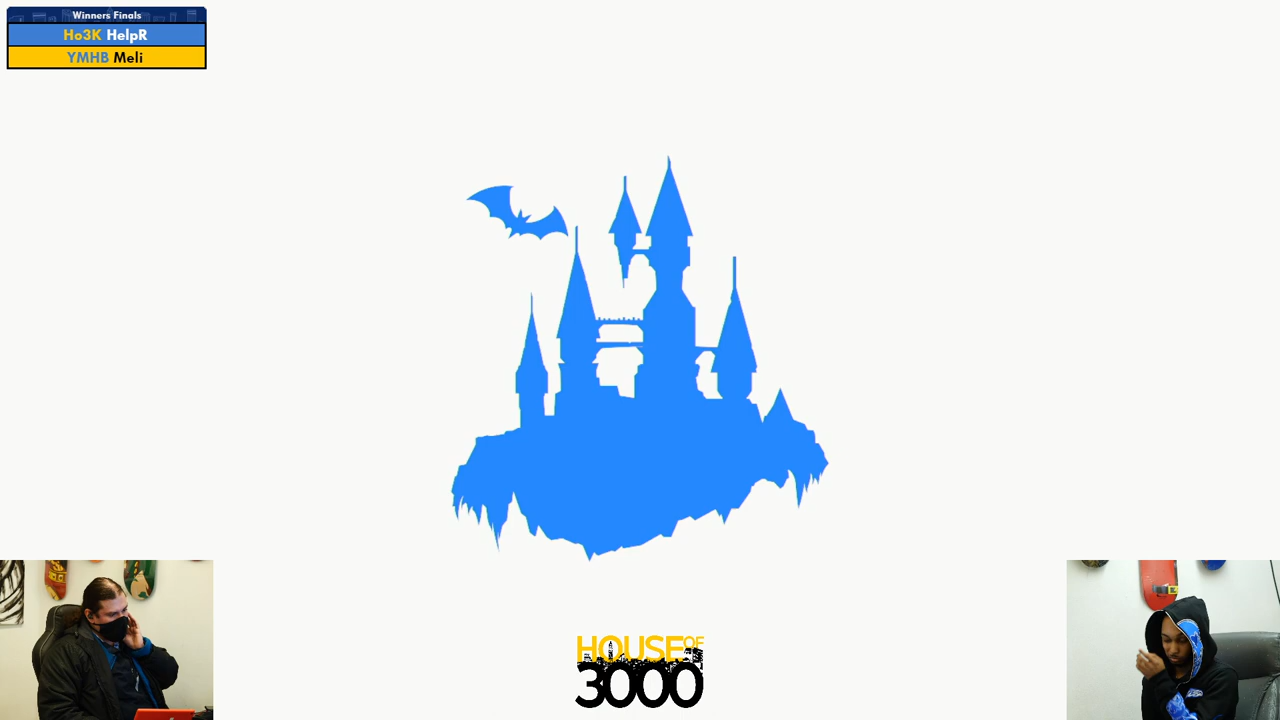 Winners Finals
Ho3K HelpR
YMHB Meli
HOUSE OF
3000